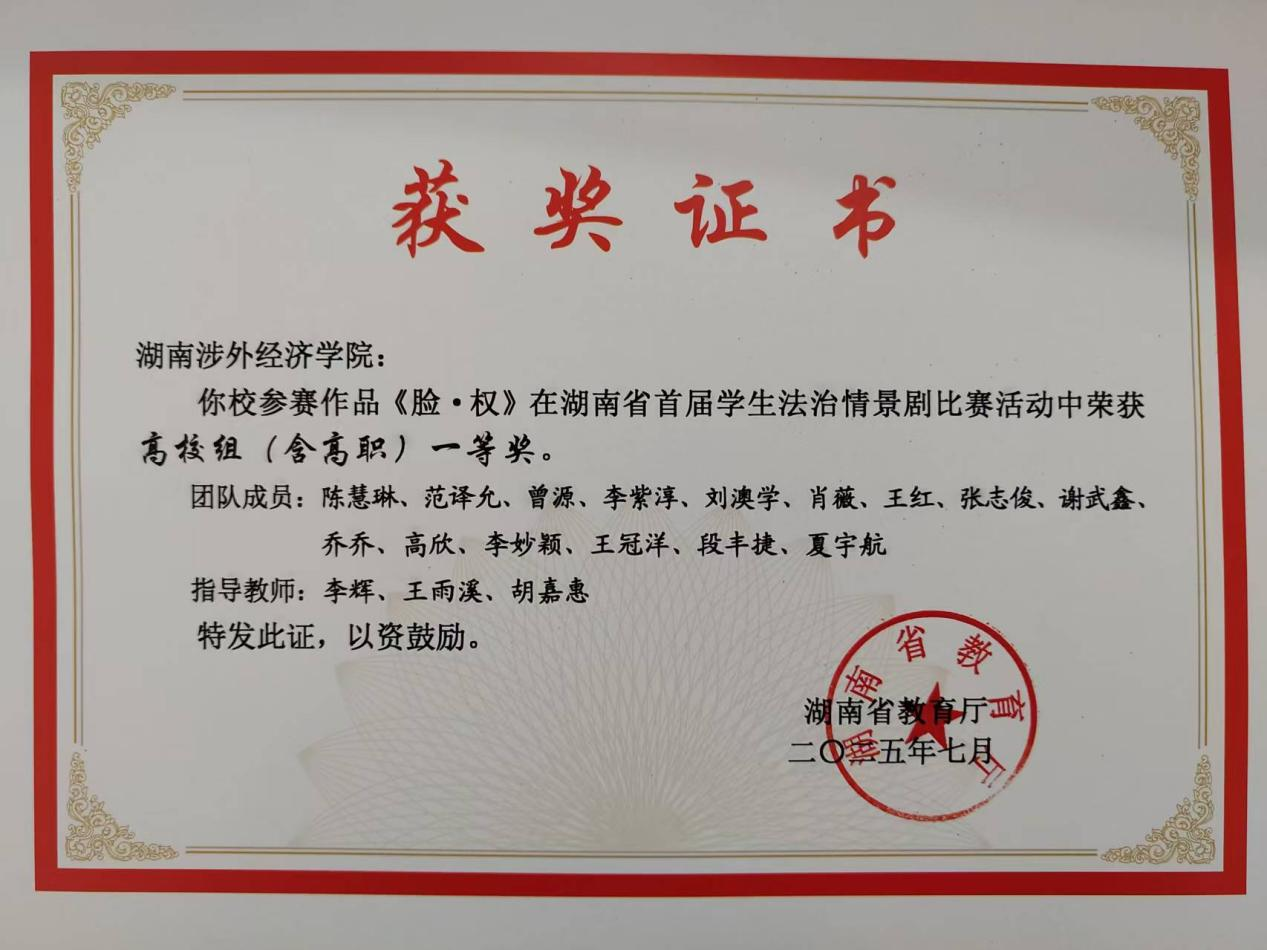 获奖证书
湖南涉外经济学院：
你校参赛作品《脸·权》在湖南省首届学生法治情景剧比赛活动中荣获
高校组（含高职）一等奖。
团队成员：陈慧琳、范译允、曾源、李紫淳、刘澳学、肖薇、王红、张志俊、谢武鑫、
乔乔、高欣、李妙颖、王冠洋、段丰捷、夏宇航
指导教师：李辉、王雨溪、胡嘉惠
特发此证，以资鼓励。
湖南省教育厅
二〇二五年七月
湖南省教育厅